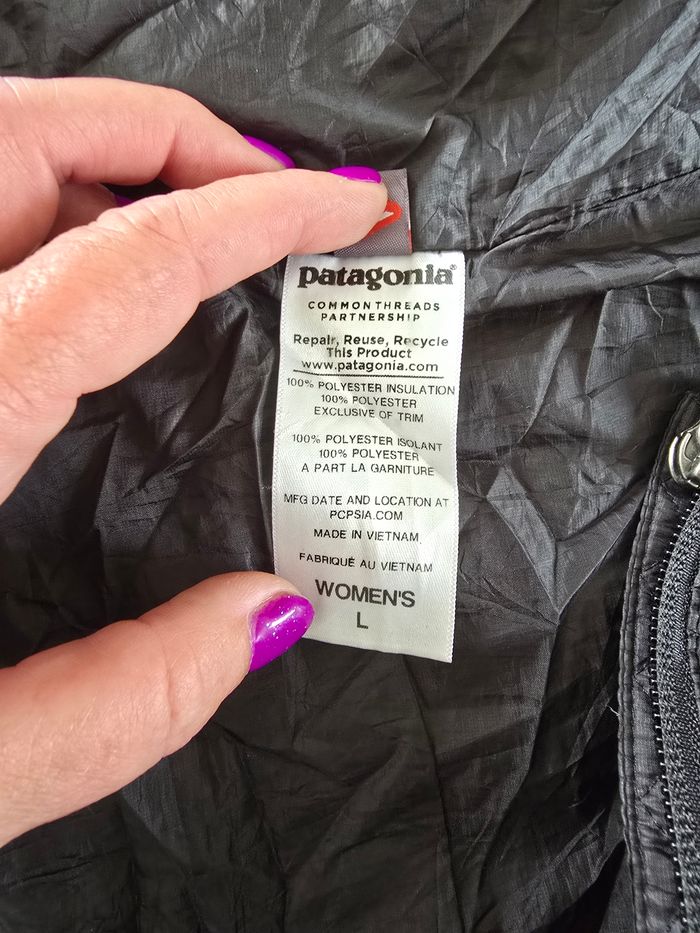 patagonia®
COMMON THREADS
PARTNERSHIP
Repair, Reuse, Recycle
This Product
www.patagonia.com
100% POLYESTER INSULATION
100% POLYESTER
EXCLUSIVE OF TRIM
100% POLYESTER ISOLANT
100% POLYESTER
A PART LA GARNITURE
MFG DATE AND LOCATION AT
PCPSIA.COM
MADE IN VIETNAM
FABRIQUÉ AU VIETNAM
WOMEN'S
L